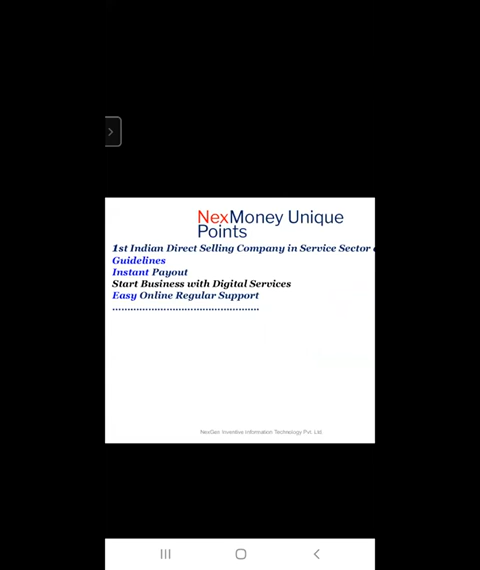 NexMoney Unique
Points
1st Indian Direct Selling Company in Service Sector
Guidelines
Instant Payout
Start Business with Digital Services
Easy Online Regular Support
.................................................
NexGen Inventive Information Technology Pvt. Ltd.